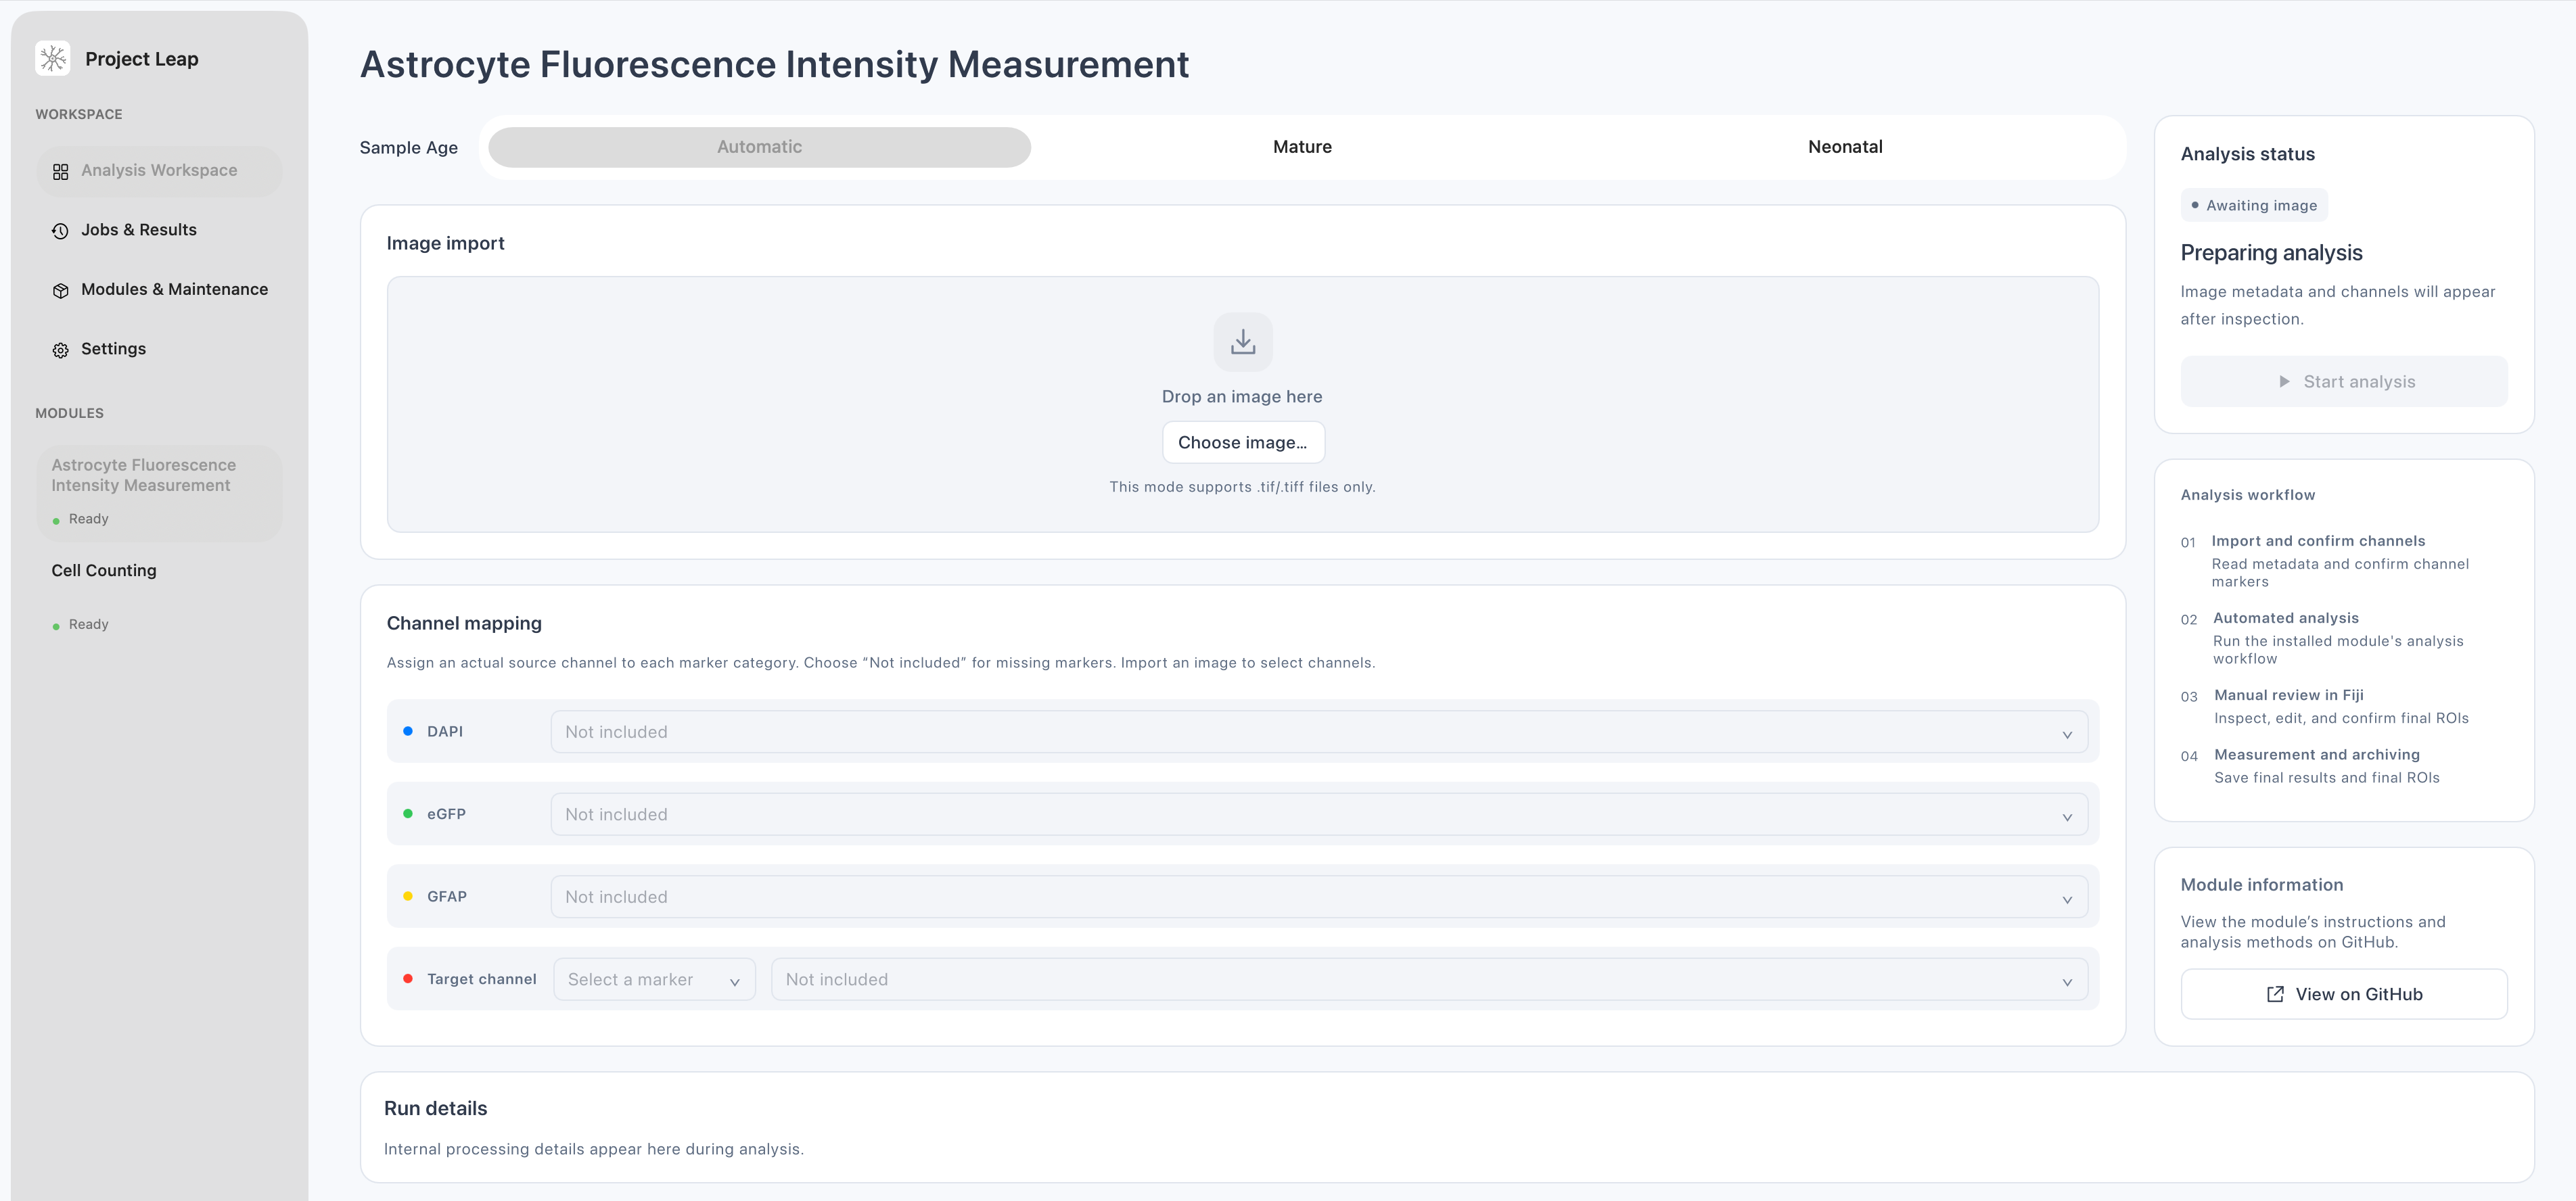 Project Leap
WORKSPACE
Analysis Workspace
Jobs & Results
Modules & Maintenance
Settings
MODULES
Astrocyte Fluorescence
Intensity Measurement
Ready
Cell Counting
Ready
Astrocyte Fluorescence Intensity Measurement
Sample Age
Automatic
Mature
Neonatal
Image import
Drop an image here
Choose image...
This mode supports .tif/.tiff files only.
Channel mapping
Assign an actual source channel to each marker category. Choose “Not included” for missing markers. Import an image to select channels.
DAPI
Not included
eGFP
Not included
GFAP
Not included
Target channel
Select a marker
Not included
Analysis status
Awaiting image
Preparing analysis
Image metadata and channels will appear
after inspection.
Start analysis
Analysis workflow
01 Import and confirm channels
Read metadata and confirm channel
markers
02 Automated analysis
Run the installed module's analysis
workflow
03 Manual review in Fiji
Inspect, edit, and confirm final ROIs
04 Measurement and archiving
Save final results and final ROIs
Module information
View the module’s instructions and
analysis methods on GitHub.
View on GitHub
Run details
Internal processing details appear here during analysis.